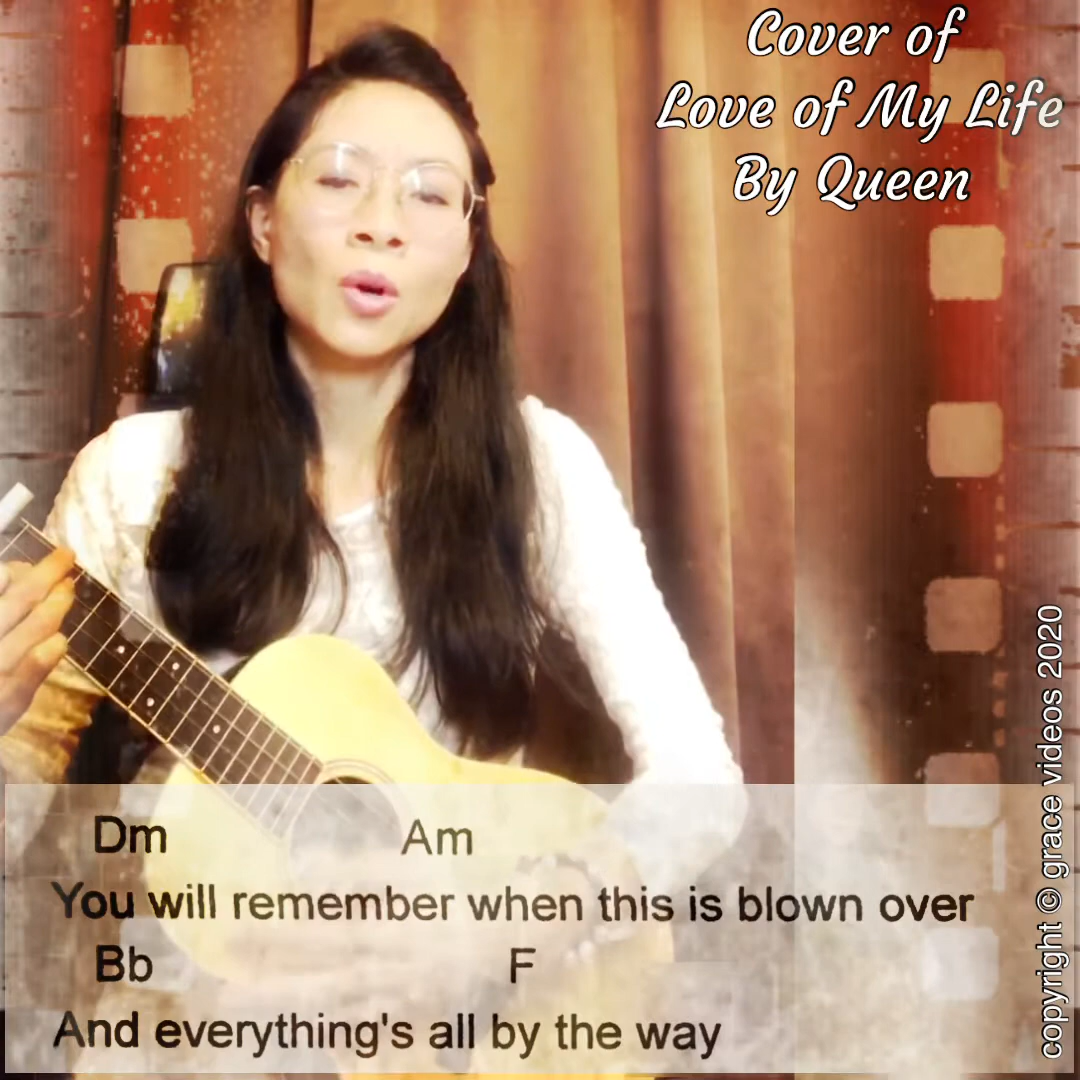 Cover of
Love of My Life
By Queen
Dm Am
You will remember when this is blown over
Bb F
And everything's all by the way
copyright © grace videos 2020